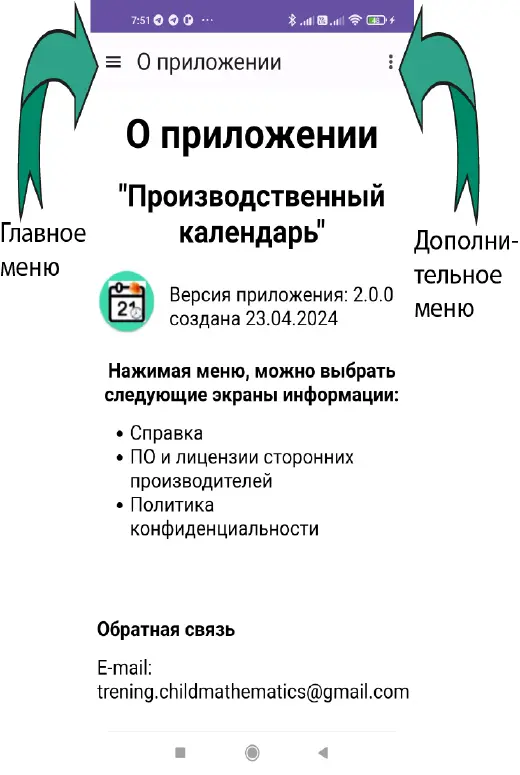 7:51
О приложении
О приложении
"Производственный
календарь"
Главное
меню
Дополни-
тельное
меню
21
Версия приложения: 2.0.0
создана 23.04.2024
Нажимая меню, можно выбрать
следующие экраны информации:
• Справка
• ПО и лицензии сторонних
производителей
• Политика
конфиденциальности
Обратная связь
E-mail:
trening.childmathematics@gmail.com